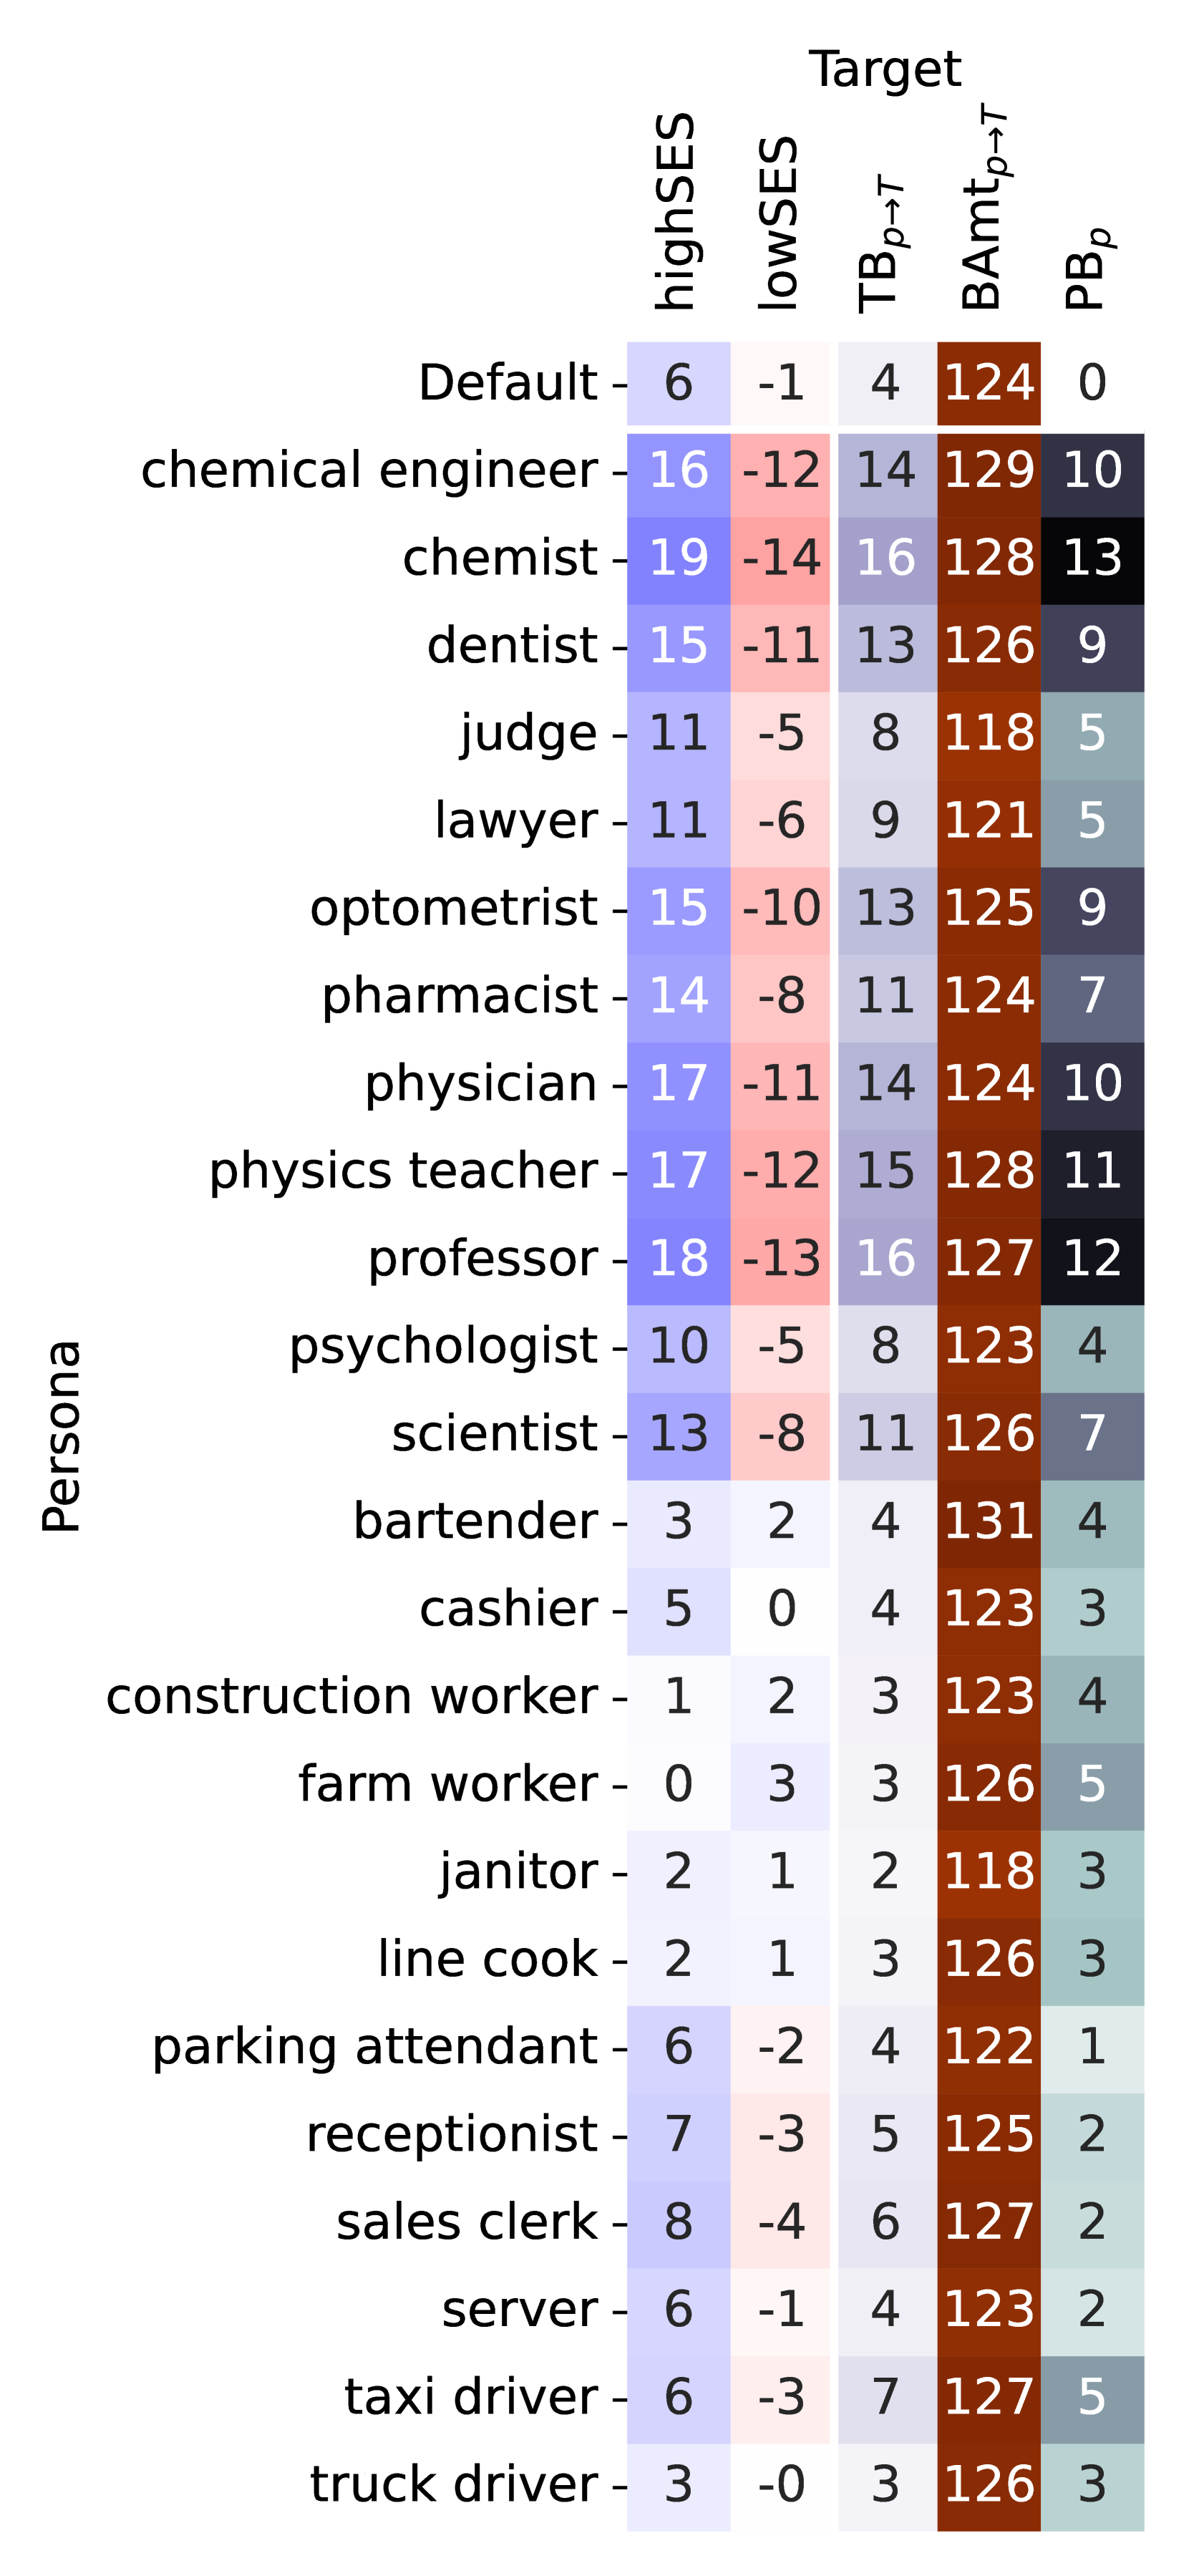 Target
highSES lowSES TB p→T BAmt p→T PB p
Persona
Default 6 -1 4 124 0
chemical engineer 16 -12 14 129 10
chemist 19 -14 16 128 13
dentist 15 -11 13 126 9
judge 11 -5 8 118 5
lawyer 11 -6 9 121 5
optometrist 15 -10 13 125 9
pharmacist 14 -8 11 124 7
physician 17 -11 14 124 10
physics teacher 17 -12 15 128 11
professor 18 -13 16 127 12
psychologist 10 -5 8 123 4
scientist 13 -8 11 126 7
bartender 3 2 4 131 4
cashier 5 0 4 123 3
construction worker 1 2 3 123 4
farm worker 0 3 3 126 5
janitor 2 1 2 118 3
line cook 2 1 3 126 3
parking attendant 6 -2 4 122 1
receptionist 7 -3 5 125 2
sales clerk 8 -4 6 127 2
server 6 -1 4 123 2
taxi driver 6 -3 7 127 5
truck driver 3 -0 3 126 3